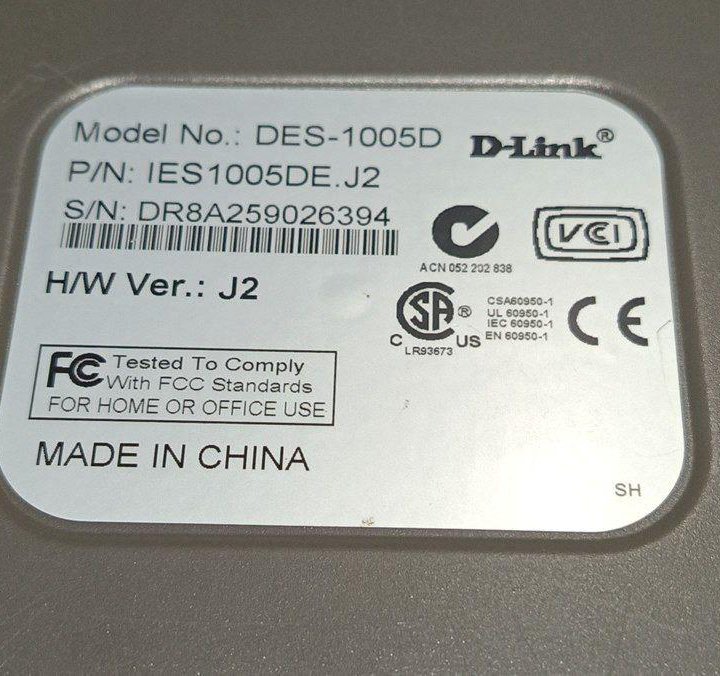 Model No.: DES-1005D
D-Link®
P/N: IES1005DE.J2
S/N: DR8A259026394
ACN 052 202 838
VCI
H/W Ver.: J2
SA ®
C US
LR93673
CSA60950-1
UL 60950-1
IEC 60950-1
EN 60950-1
CE
FC Tested To Comply
With FCC Standards
FOR HOME OR OFFICE USE
MADE IN CHINA
SH